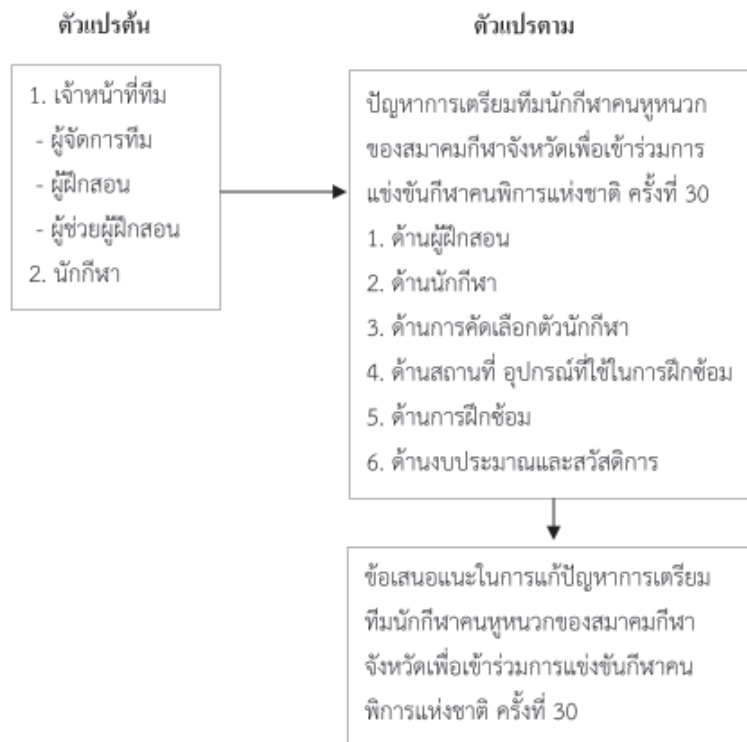 ตัวแปรต้น
1. เจ้าหน้าที่ทีม
- ผู้จัดการทีม
- ผู้ฝึกสอน
- ผู้ช่วยผู้ฝึกสอน
2. นักกีฬา
ตัวแปรตาม
ปัญหาการเตรียมทีมนักกีฬาคนหูหนวก
ของสมาคมกีฬาจังหวัดเพื่อเข้าร่วมการ
แข่งขันกีฬาคนพิการแห่งชาติ ครั้งที่ 30
1. ด้านผู้ฝึกสอน
2. ด้านนักกีฬา
3. ด้านการคัดเลือกตัวนักกีฬา
4. ด้านสถานที่ อุปกรณ์ที่ใช้ในการฝึกซ้อม
5. ด้านการฝึกซ้อม
6. ด้านงบประมาณและสวัสดิการ
ข้อเสนอแนะในการแก้ปัญหาการเตรียม
ทีมนักกีฬาคนหูหนวกของสมาคมกีฬา
จังหวัดเพื่อเข้าร่วมการแข่งขันกีฬาคน
พิการแห่งชาติ ครั้งที่ 30